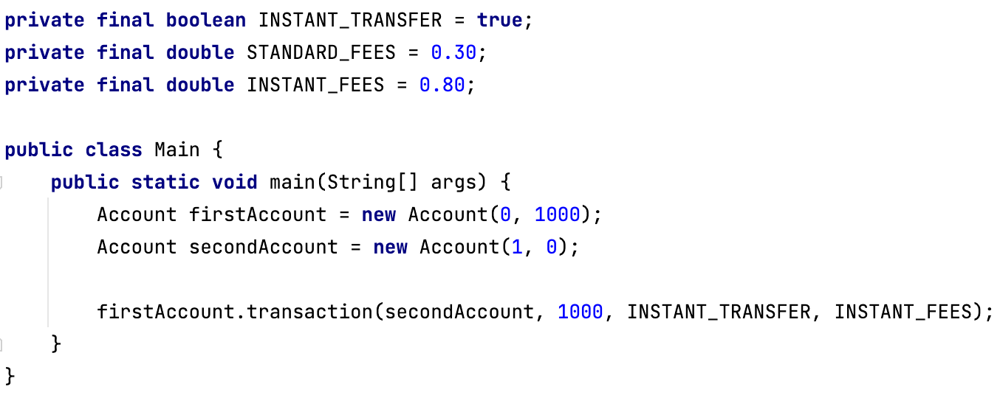 private final boolean INSTANT_TRANSFER = true;
private final double STANDARD_FEES = 0.30;
private final double INSTANT_FEES = 0.80;
public class Main {
public static void main(String[] args) {
Account firstAccount = new Account(0, 1000);
Account secondAccount = new Account(1, 0);
firstAccount.transaction(secondAccount, 1000, INSTANT_TRANSFER, INSTANT_FEES);
}
}